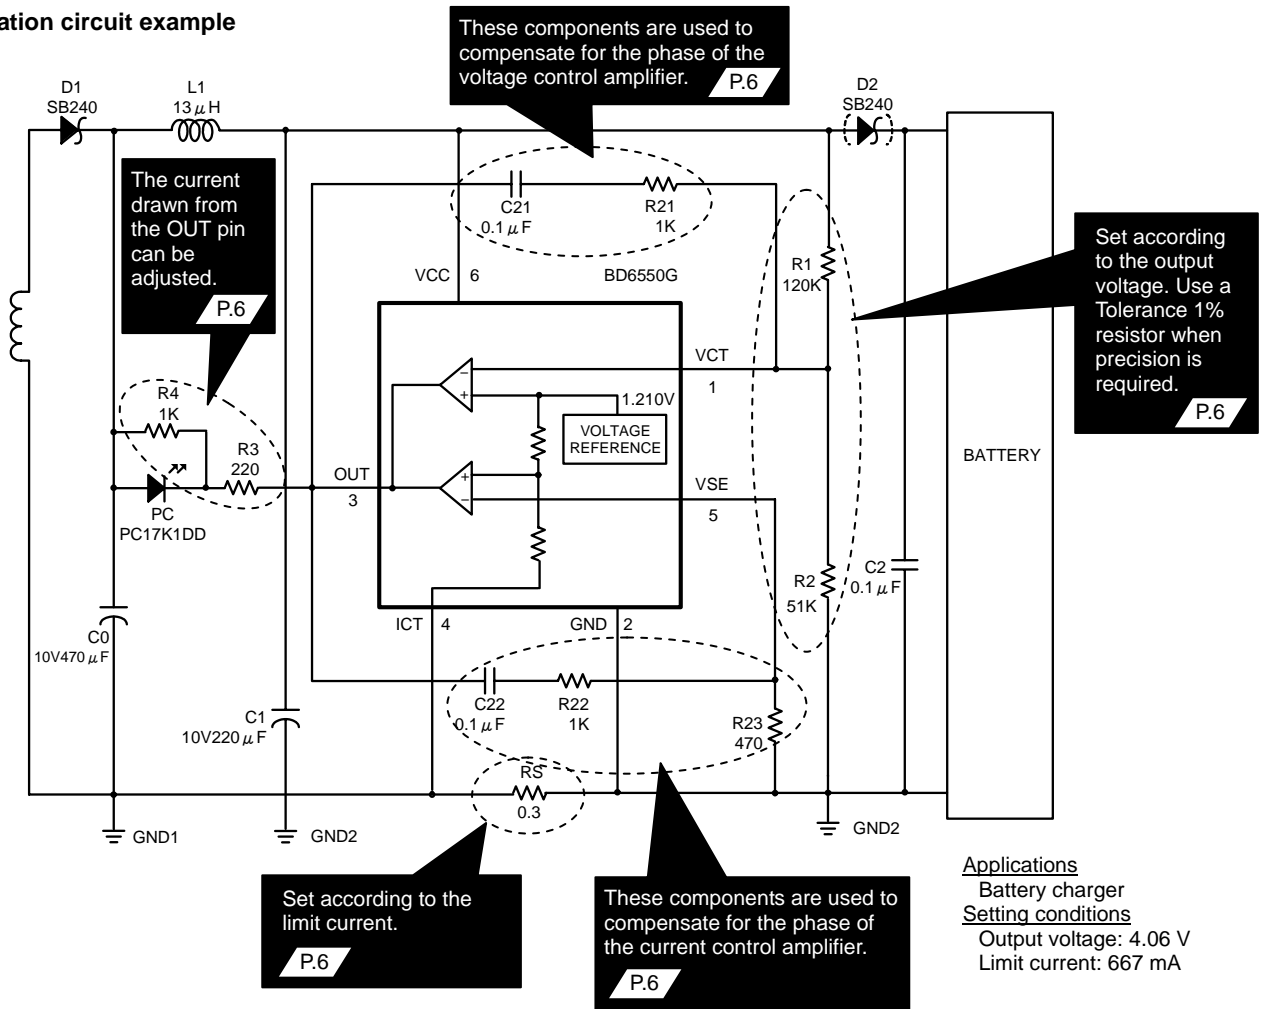 ation circuit example
These components are used to
compensate for the phase of the
voltage control amplifier.
P.6
D1
SB240
L1
13 μ H
D2
SB240
The current
drawn from
the OUT pin
can be
adjusted.
P.6
C21
0.1 μ F
R21
1K
VCC 6
BD6550G
R1
120K
Set according
to the output
voltage. Use a
Tolerance 1%
resistor when
precision is
required.
P.6
VCT
1
1.210V
VOLTAGE
REFERENCE
R4
1K
R3
220
OUT
3
PC
PC17K1DD
VSE
5
BATTERY
C2
0.1 μ F
R2
51K
ICT 4
GND 2
C0
10V470 μ F
C22
0.1 μ F
R22
1K
R23
470
C1
10V220 μ F
RS
0.3
GND1
GND2
GND2
Set according to the
limit current.
P.6
These components are used to
compensate for the phase of
the current control amplifier.
P.6
Applications
Battery charger
Setting conditions
Output voltage: 4.06 V
Limit current: 667 mA